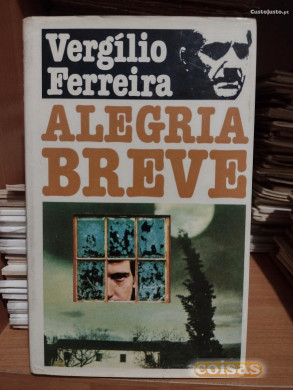 CustoJusto.pt
Vergílio
Ferreira
ALEGRIA
BREVE
coisas